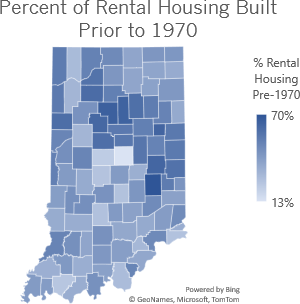 Percent of Rental Housing Built
Prior to 1970
% Rental
Housing
Pre-1970
70%
13%
Powered by Bing
© GeoNames, Microsoft, TomTom